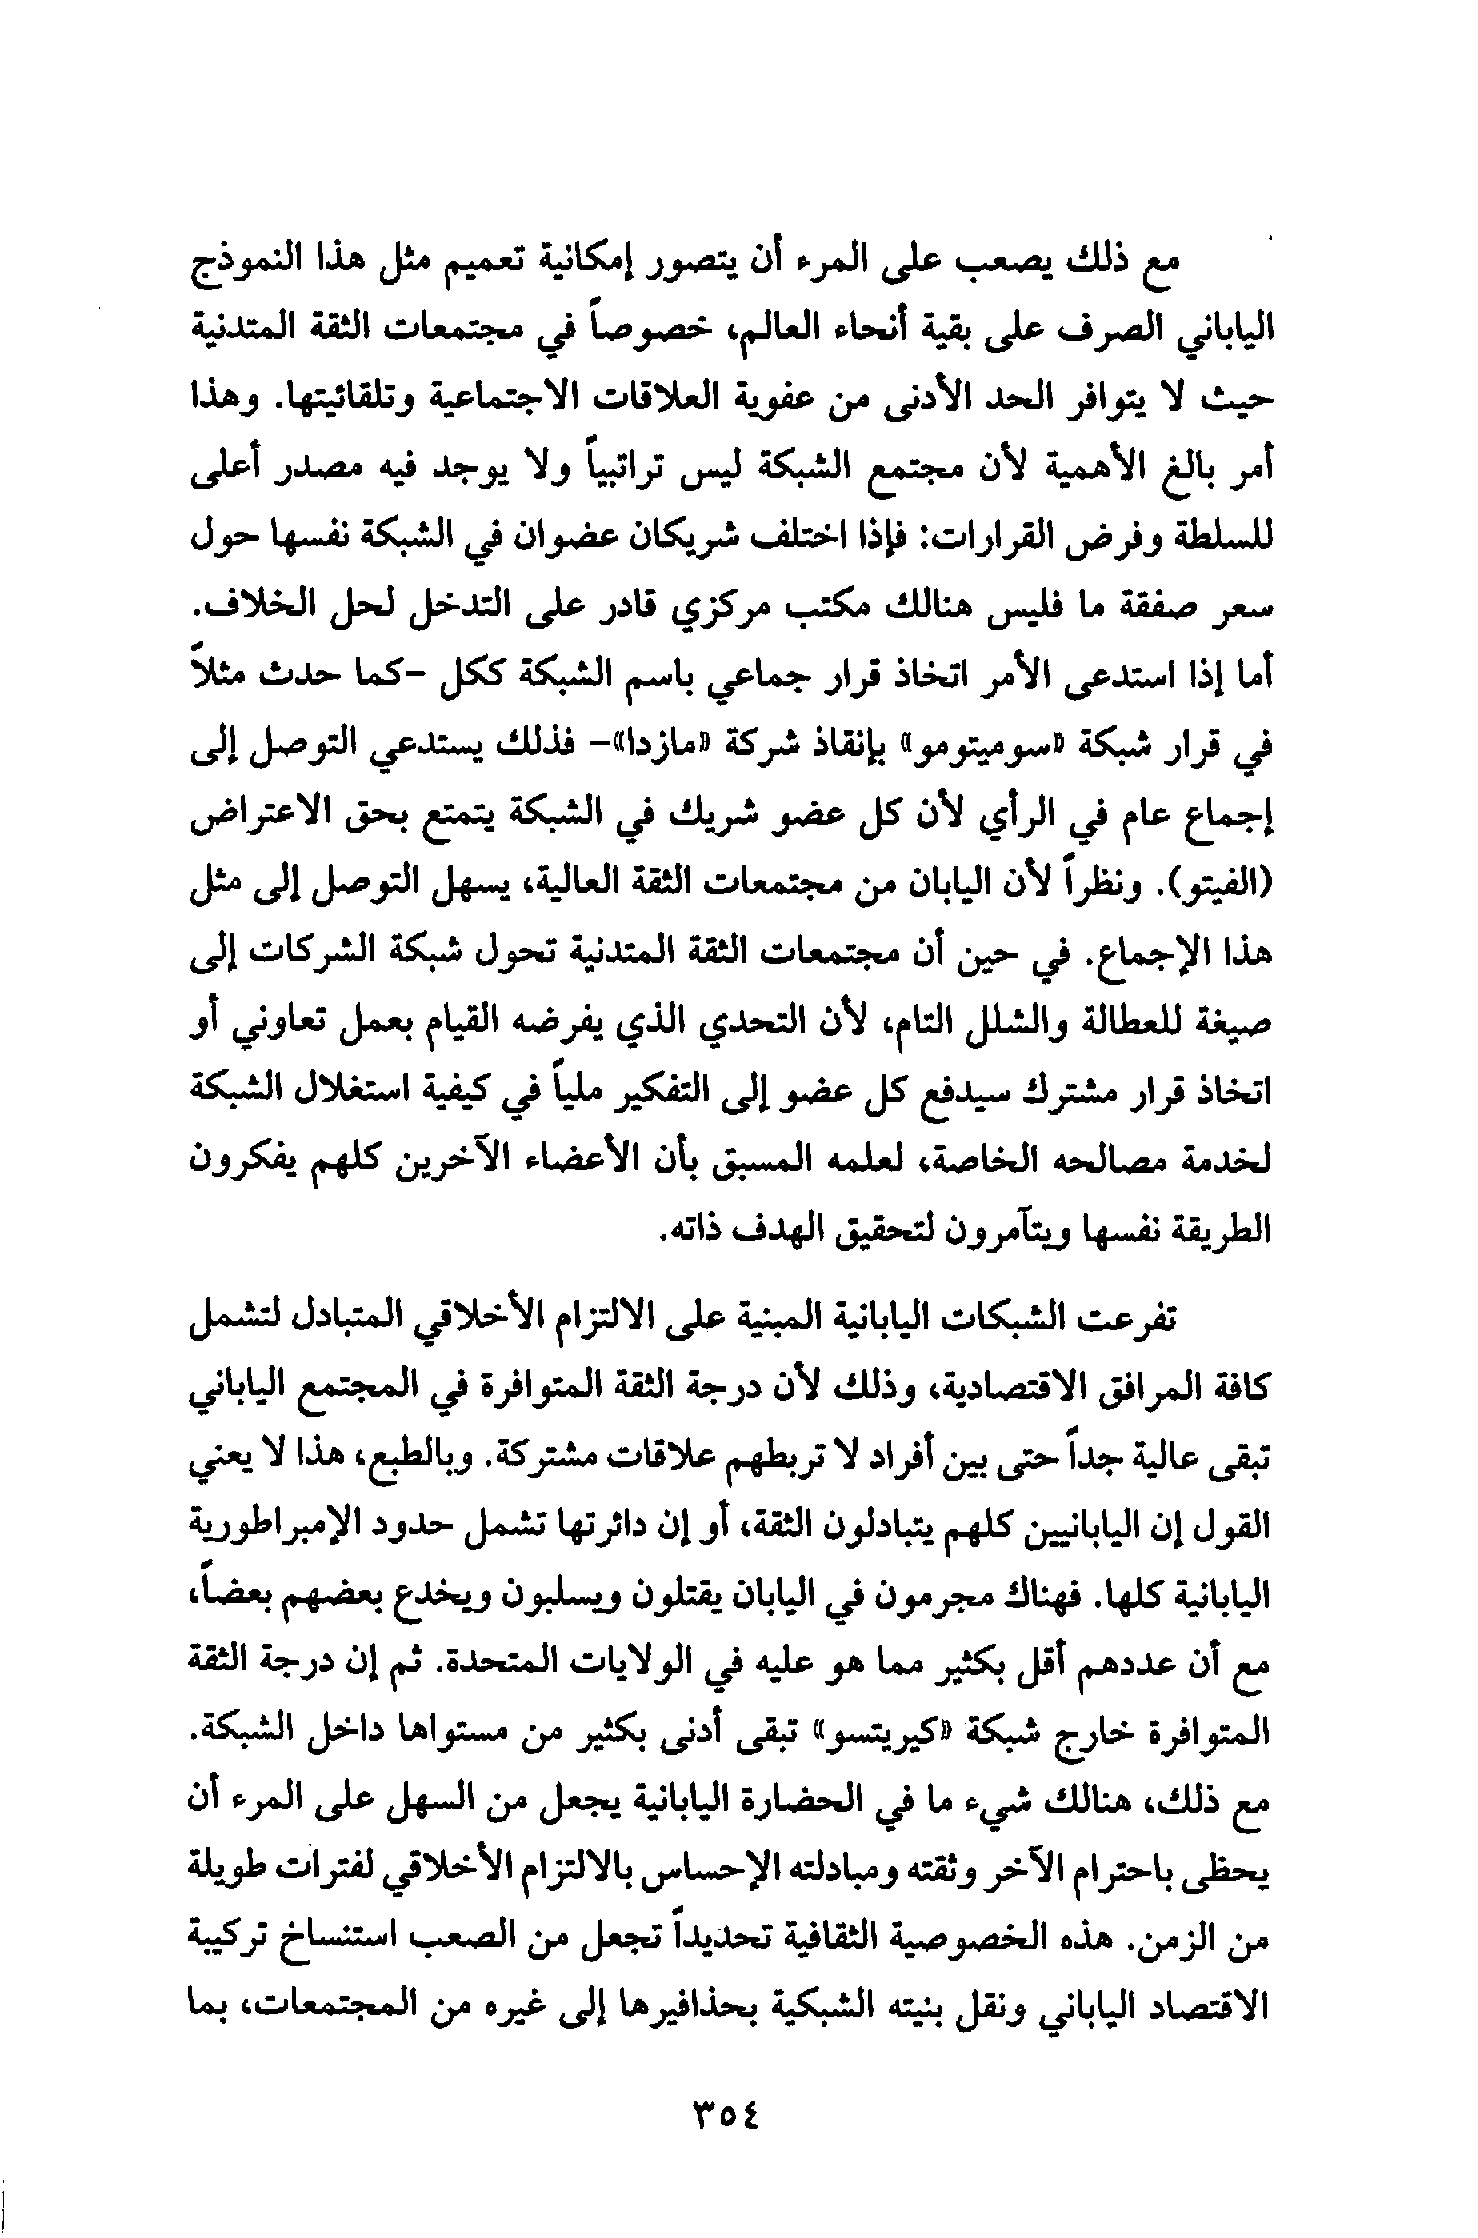 مع ذلك يصعب على المرء أن يتصور إمكانية تعميم مثل هذا النموذج
الياباني الصرف على بقية أنحاء العالم، خصوصاً في مجتمعات الثقة المتدنية
حيث لا يتوافر الحد الأدنى من عفوية العلاقات الاجتماعية وتلقائيتها. وهذا
أمر بالغ الأهمية لأن مجتمع الشبكة ليس تراتبياً ولا يوجد فيه مصدر أعلى
للسلطة وفرض القرارات: فإذا اختلف شريكان عضوان في الشبكة نفسها حول
سعر صفقة ما فليس هنالك مكتب مركزي قادر على التدخل لحل الخلاف.
أما إذا استدعى الأمر اتخاذ قرار جماعي باسم الشبكة ككل -كما حدث مثلاً
في قرار شبكة «سوميتومو» بإنقاذ شركة «مازدا»- فذلك يستدعي التوصل إلى
إجماع عام في الرأي لأن كل عضو شريك في الشبكة يتمتع بحق الاعتراض
(الفيتو). ونظراً لأن اليابان من مجتمعات الثقة العالية، يسهل التوصل إلى مثل
هذا الإجماع. في حين أن مجتمعات الثقة المتدنية تحول شبكة الشركات إلى
صيغة للعطالة والشلل التام، لأن التحدي الذي يفرضه القيام بعمل تعاوني أو
اتخاذ قرار مشترك سيدفع كل عضو إلى التفكير ملياً في كيفية استغلال الشبكة
لخدمة مصالحه الخاصة، لعلمه المسبق بأن الأعضاء الآخرين كلهم يفكرون
الطريقة نفسها ويتآمرون لتحقيق الهدف ذاته.
تفرعت الشبكات اليابانية المبنية على الالتزام الأخلاقي المتبادل لتشمل
كافة المرافق الاقتصادية، وذلك لأن درجة الثقة المتوافرة في المجتمع الياباني
تبقى عالية جداً حتى بين أفراد لا تربطهم علاقات مشتركة. وبالطبع، هذا لا يعني
القول إن اليابانيين كلهم يتبادلون الثقة، أو إن دائرتها تشمل حدود الإمبراطورية
اليابانية كلها. فهناك مجرمون في اليابان يقتلون ويسلبون ويخدع بعضهم بعضاً،
مع أن عددهم أقل بكثير مما هو عليه في الولايات المتحدة. ثم إن درجة الثقة
المتوافرة خارج شبكة «كيريتسو» تبقى أدنى بكثير من مستواها داخل الشبكة.
مع ذلك، هنالك شيء ما في الحضارة اليابانية يجعل من السهل على المرء أن
يحظى باحترام الآخر وثقته ومبادلته الإحساس بالالتزام الأخلاقي لفترات طويلة
من الزمن. هذه الخصوصية الثقافية تحديداً تجعل من الصعب استنساخ تركيبة
الاقتصاد الياباني ونقل بنيته الشبكية بحذافيرها إلى غيره من المجتمعات، بما
٣٥٤